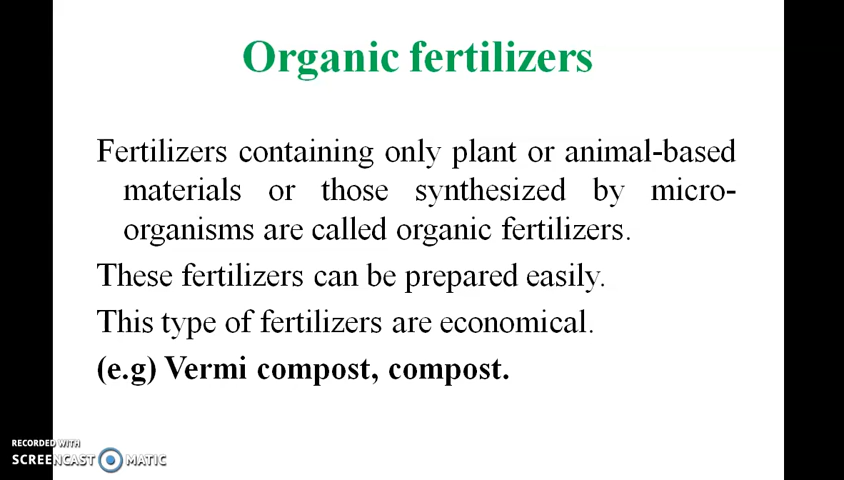 Organic fertilizers
Fertilizers containing only plant or animal-based
materials or those synthesized by micro-
organisms are called organic fertilizers.
These fertilizers can be prepared easily.
This type of fertilizers are economical.
(e.g) Vermi compost, compost.
RECORDED WITH
SCREENCAST MATIC